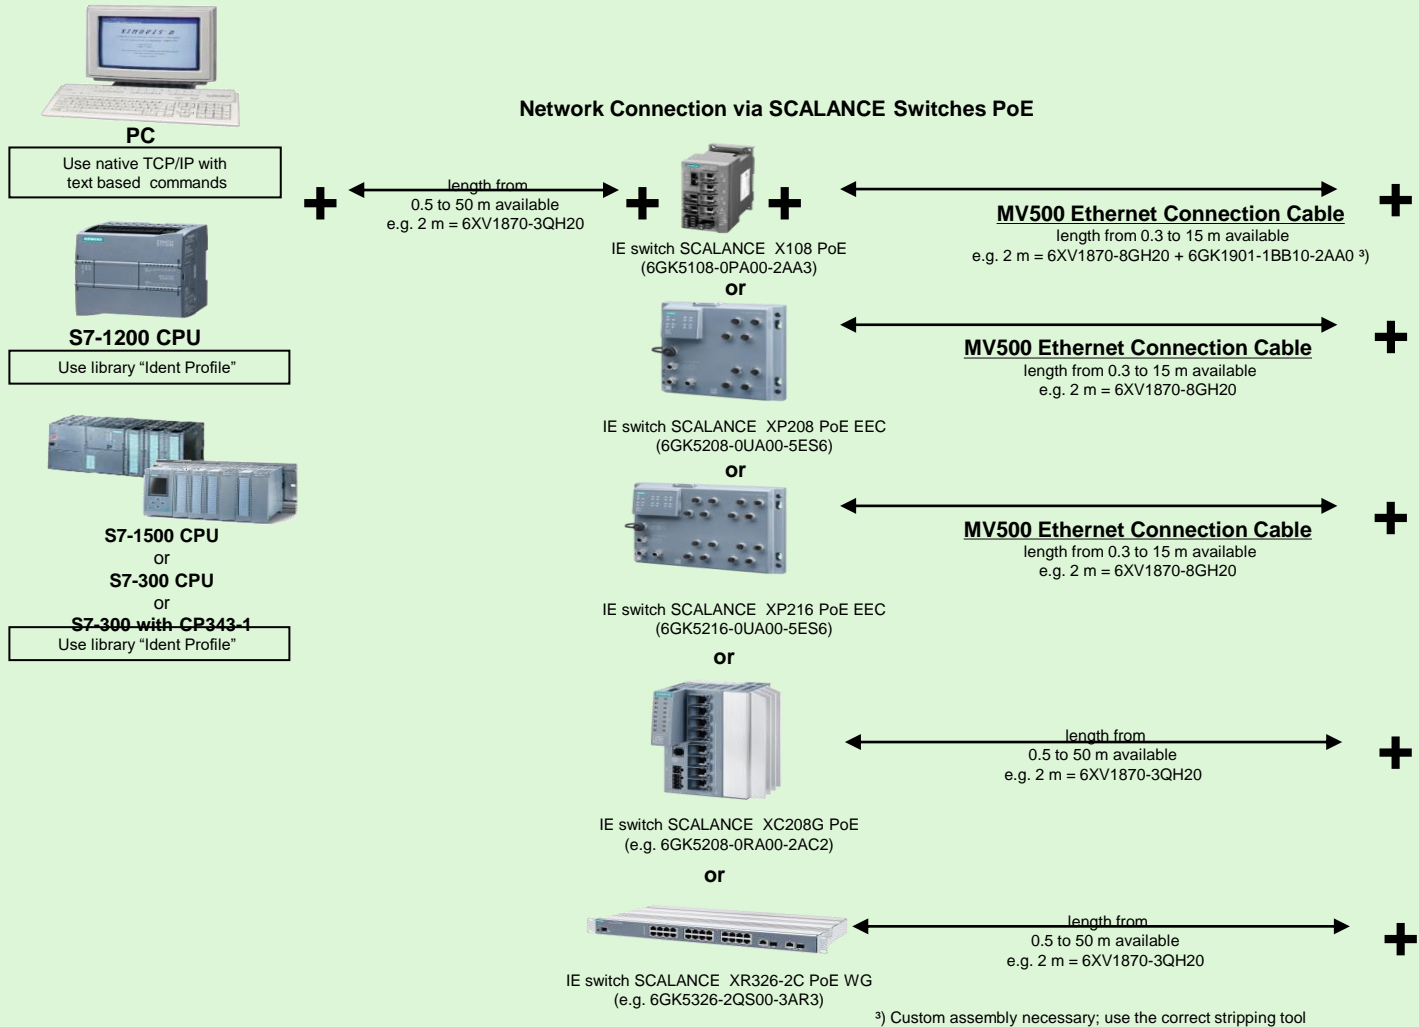 Network Connection via SCALANCE Switches PoE
PC
Use native TCP/IP with
text based commands
S7-1200 CPU
Use library “Ident Profile”
S7-1500 CPU
or
S7-300 CPU
or
S7-300 with CP343-1
Use library “Ident Profile”
length from
0.5 to 50 m available
e.g. 2 m = 6XV1870-3QH20
IE switch SCALANCE X108 PoE
(6GK5108-0PA00-2AA3)
or
IE switch SCALANCE XP208 PoE EEC
(6GK5208-0UA00-5ES6)
or
IE switch SCALANCE XP216 PoE EEC
(6GK5216-0UA00-5ES6)
or
IE switch SCALANCE XC208G PoE
(e.g. 6GK5208-0RA00-2AC2)
or
IE switch SCALANCE XR326-2C PoE WG
(e.g. 6GK5326-2QS00-3AR3)
MV500 Ethernet Connection Cable
length from 0.3 to 15 m available
e.g. 2 m = 6XV1870-8GH20 + 6GK1901-1BB10-2AA0 ³)
MV500 Ethernet Connection Cable
length from 0.3 to 15 m available
e.g. 2 m = 6XV1870-8GH20
MV500 Ethernet Connection Cable
length from 0.3 to 15 m available
e.g. 2 m = 6XV1870-8GH20
length from
0.5 to 50 m available
e.g. 2 m = 6XV1870-3QH20
length from
0.5 to 50 m available
e.g. 2 m = 6XV1870-3QH20
³) Custom assembly necessary; use the correct stripping tool